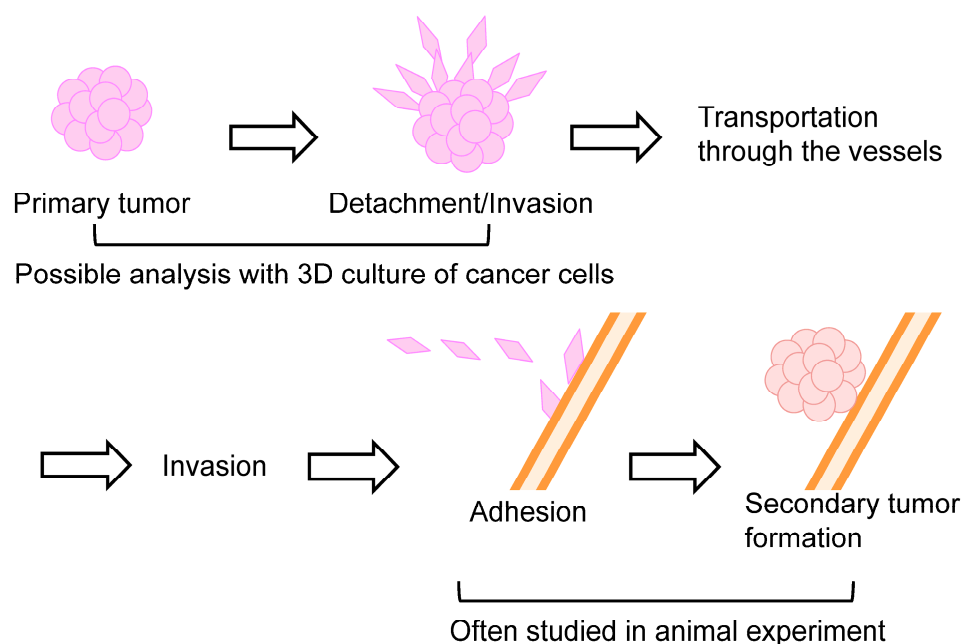 Transportation
through the vessels
Primary tumor
Detachment/Invasion
Possible analysis with 3D culture of cancer cells
Invasion
Adhesion
Secondary tumor
formation
Often studied in animal experiment